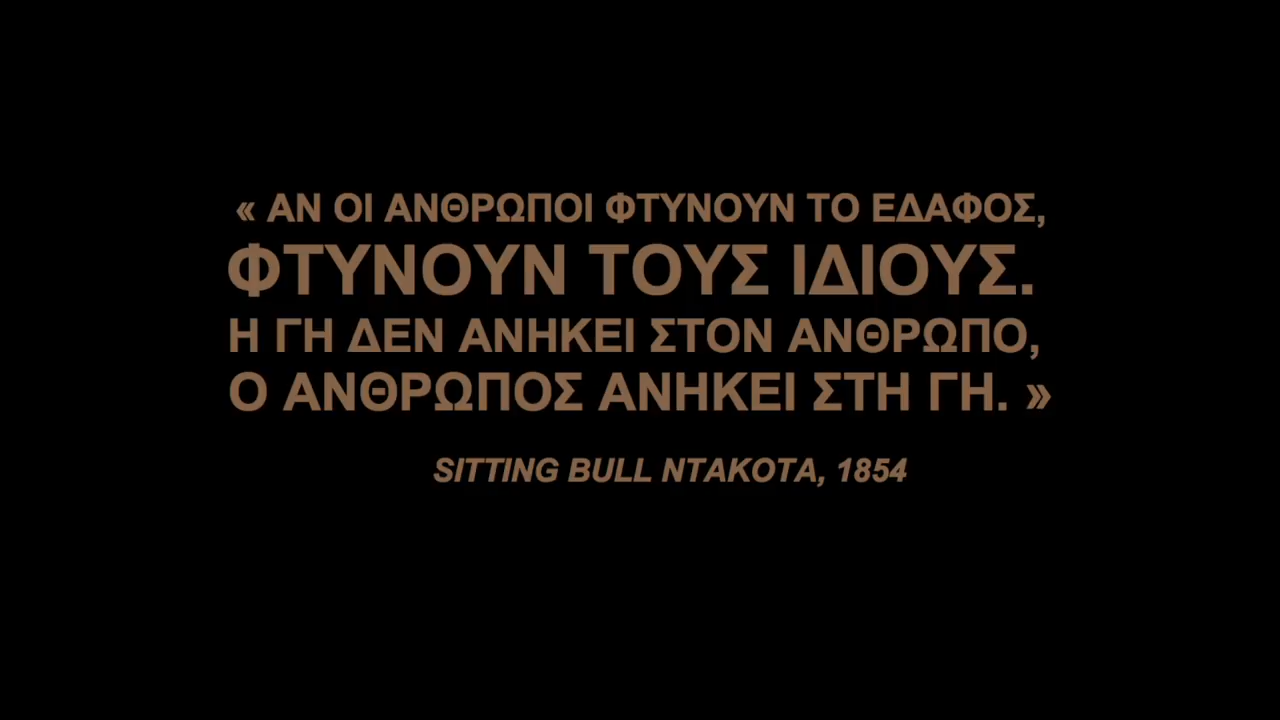 « ΑΝ ΟΙ ΑΝΘΡΩΠΟΙ ΦΤΥΝΟΥΝ ΤΟ ΕΔΑΦΟΣ,
ΦΤΥΝΟΥΝ ΤΟΥΣ ΙΔΙΟΥΣ.
Η ΓΗ ΔΕΝ ΑΝΗΚΕΙ ΣΤΟΝ ΑΝΘΡΩΠΟ,
Ο ΑΝΘΡΩΠΟΣ ΑΝΗΚΕΙ ΣΤΗ ΓΗ. »
SITTING BULL ΝΤΑΚΟΤΑ, 1854